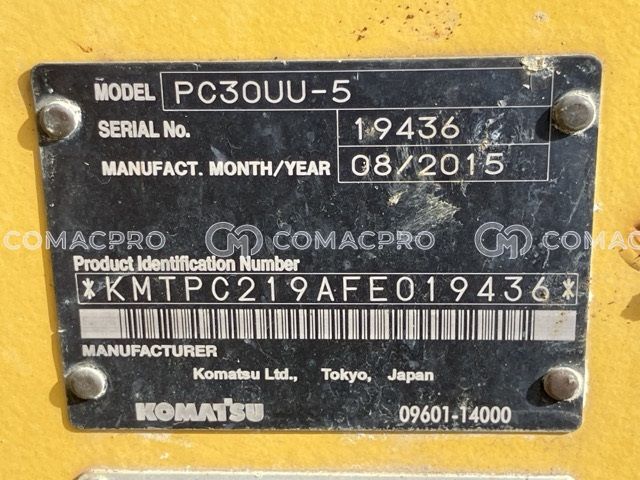 MODEL PC30UU-5
SERIAL No. 19436
MANUFACT. MONTH/YEAR 08/2015
COMACPRO COMACPRO COMACPRO
Product Identification Number
*KMTPC219AFE019436*
MANUFACTURER
Komatsu Ltd., Tokyo, Japan
KOMATSU 09601-14000